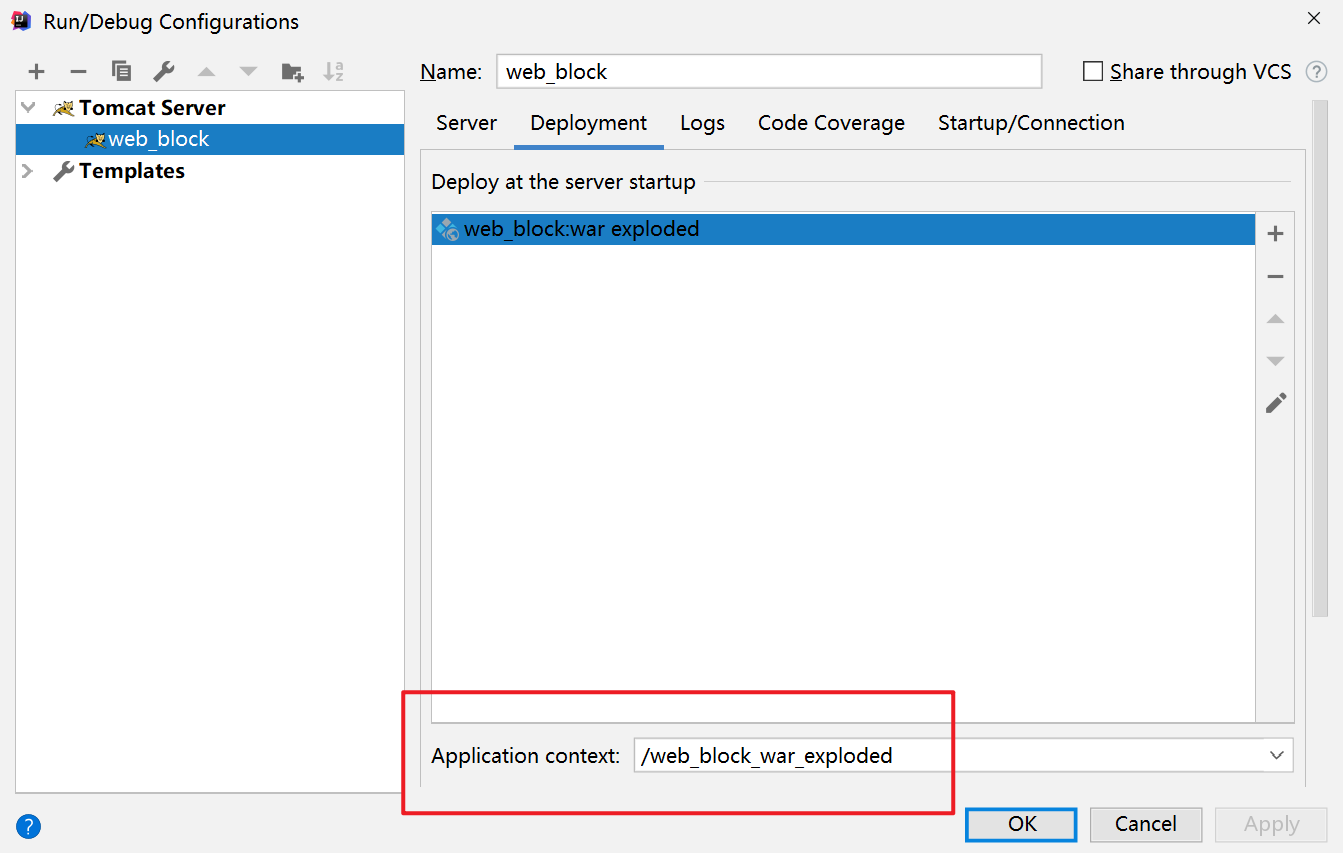 Run/Debug Configurations
Name: web_block
Share through VCS
Tomcat Server
web_block
Templates
Server Deployment Logs Code Coverage Startup/Connection
Deploy at the server startup
web_block:war exploded
Application context: /web_block_war_exploded
OK Cancel Apply